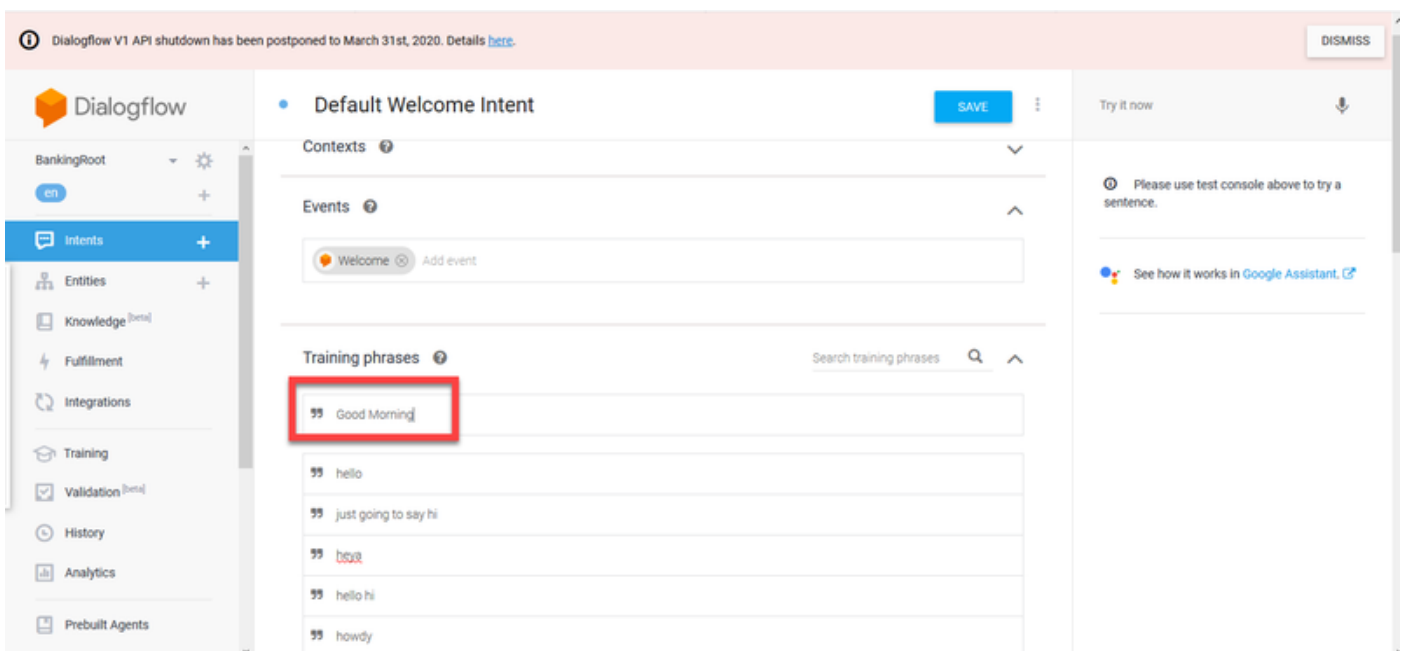 Dialogflow V1 API shutdown has been postponed to March 31st, 2020. Details here.
DISMISS
Dialogflow
Default Welcome Intent
SAVE
Try it now
BankingRoot
en
Intents
Entities
Knowledge [beta]
Fulfillment
Integrations
Training
Validation [beta]
History
Analytics
Prebuilt Agents
Contexts
Events
Welcome Add event
Training phrases
Search training phrases
Good Morning
hello
just going to say hi
heya
hello hi
howdy
Please use test console above to try a
sentence.
See how it works in Google Assistant.